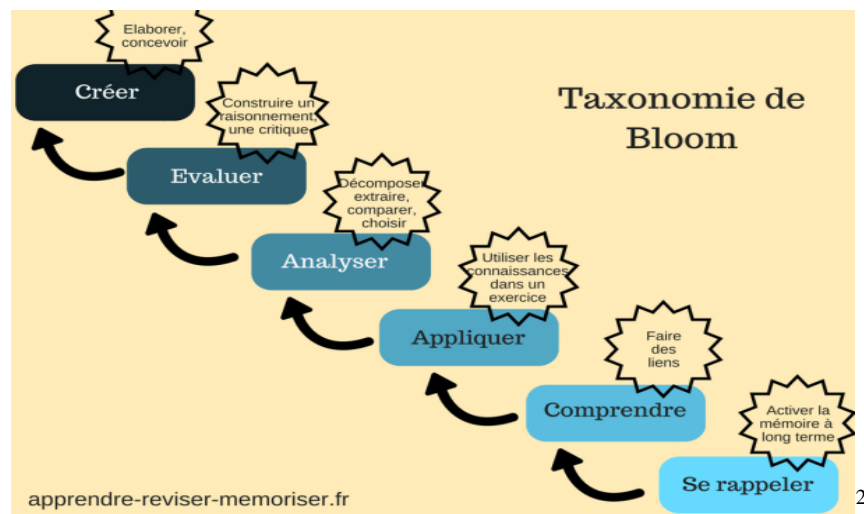 Elaborer,
concevoir
Créer
Taxonomie de
Bloom
Construire un
raisonnement,
une critique
Evaluer
Décomposer,
extraire,
comparer,
choisir
Analyser
Utiliser les
connaissances
dans un
exercice
Appliquer
Faire
des
liens
Comprendre
Activer la
mémoire à
long terme
Se rappeler
apprendre-reviser-memoriser.fr
2